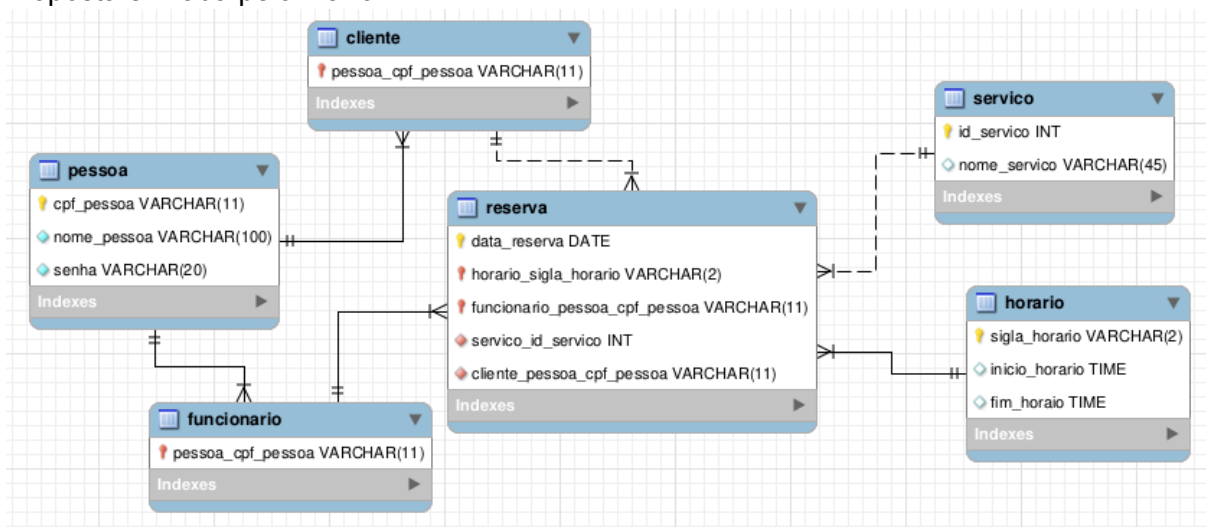 cliente
pessoa_cpf_pessoa VARCHAR(11)
Indexes
servico
id_servico INT
nome_servico VARCHAR(45)
Indexes
pessoa
cpf_pessoa VARCHAR(11)
nome_pessoa VARCHAR(100)
senha VARCHAR(20)
Indexes
reserva
data_reserva DATE
horario_sigla_horario VARCHAR(2)
funcionario_pessoa_cpf_pessoa VARCHAR(11)
servico_id_servico INT
cliente_pessoa_cpf_pessoa VARCHAR(11)
Indexes
horario
sigla_horario VARCHAR(2)
inicio_horario TIME
fim_horaio TIME
Indexes
funcionario
pessoa_cpf_pessoa VARCHAR(11)
Indexes